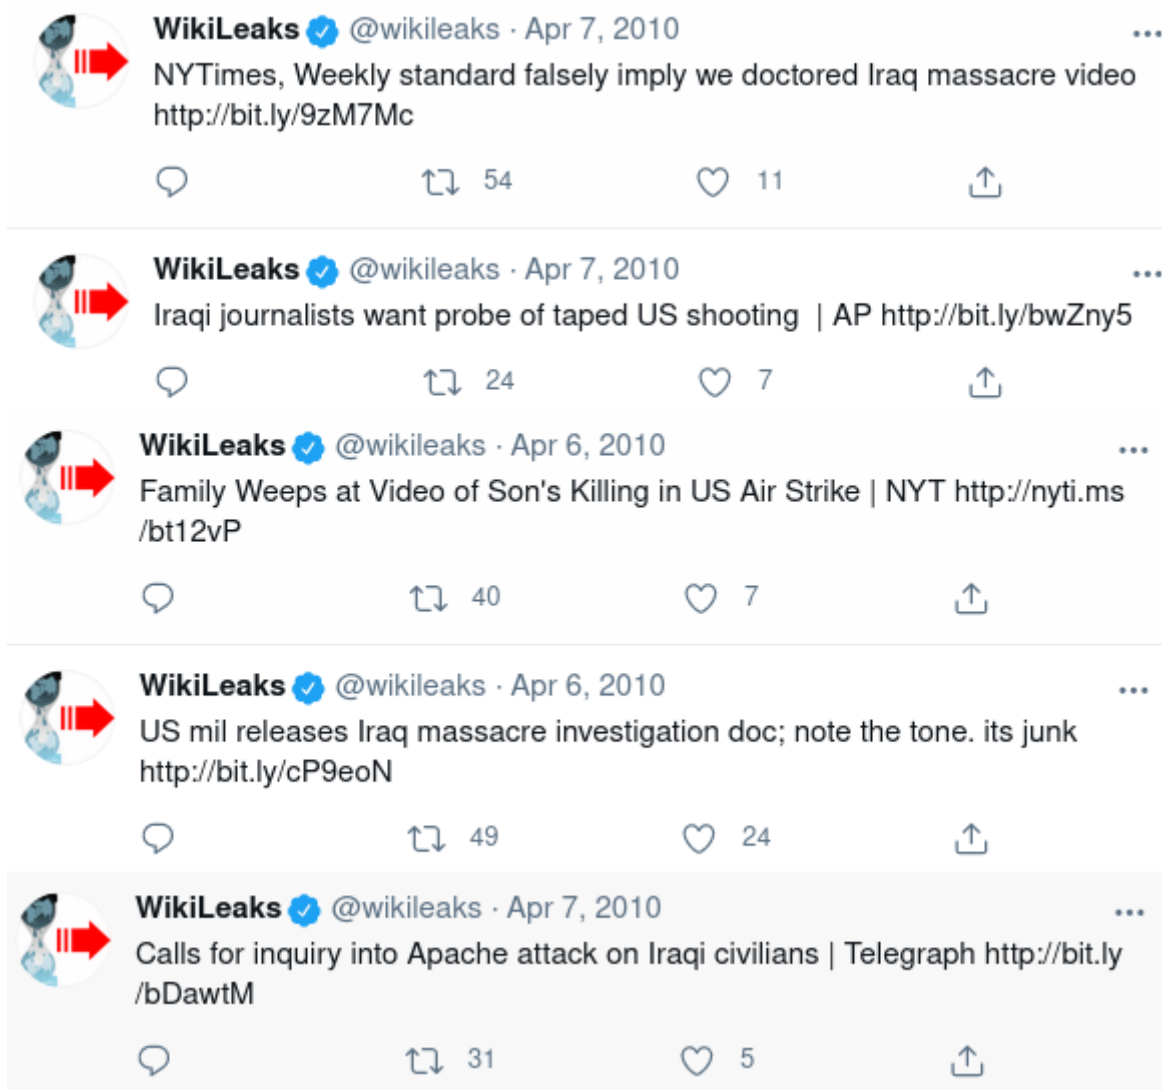 WikiLeaks @wikileaks · Apr 7, 2010
NYTimes, Weekly standard falsely imply we doctored Iraq massacre video
http://bit.ly/9zM7Mc
54 11
WikiLeaks @wikileaks · Apr 7, 2010
Iraqi journalists want probe of taped US shooting | AP http://bit.ly/bwZny5
24 7
WikiLeaks @wikileaks · Apr 6, 2010
Family Weeps at Video of Son's Killing in US Air Strike | NYT http://nyti.ms
/bt12vP
40 7
WikiLeaks @wikileaks · Apr 6, 2010
US mil releases Iraq massacre investigation doc; note the tone. its junk
http://bit.ly/cP9eoN
49 24
WikiLeaks @wikileaks · Apr 7, 2010
Calls for inquiry into Apache attack on Iraqi civilians | Telegraph http://bit.ly
/bDawtM
31 5